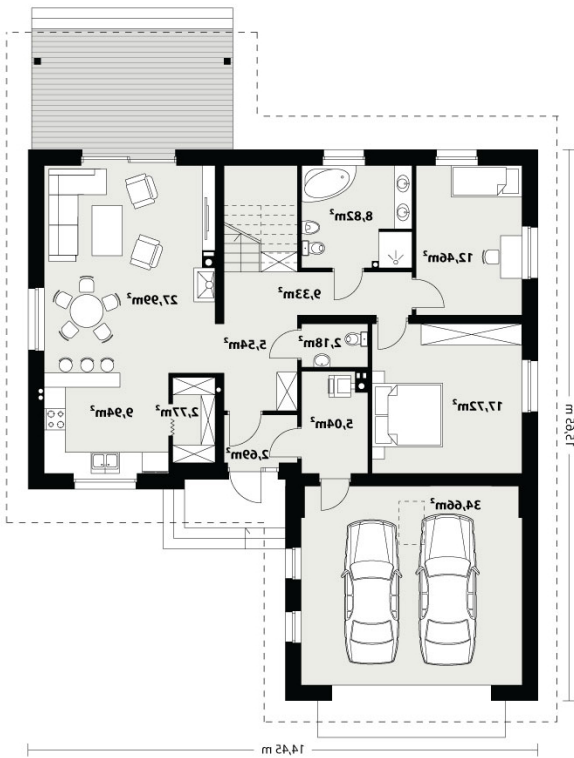 8,82m²
12,46m²
27,99m²
9,33m²
5,54m²
2,18m²
17,72m²
9,94m²
2,77m²
5,04m²
2,69m²
34,66m²
15,65 m
14,45 m